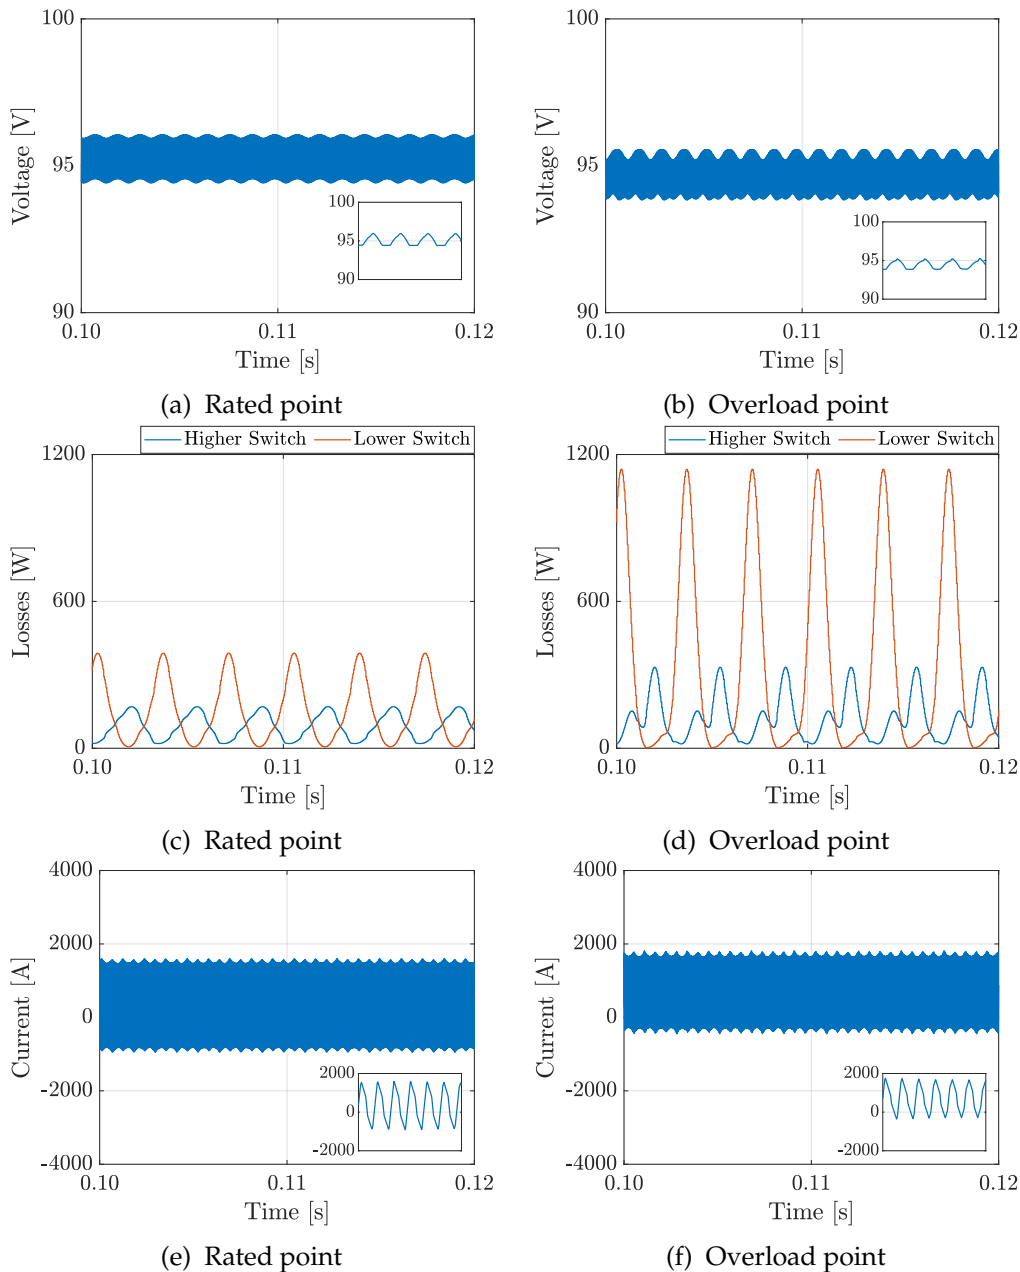 100
95
90
Voltage [V]
100
95
90
0.10
0.11
0.12
Time [s]
(a) Rated point
100
95
90
Voltage [V]
100
95
90
0.10
0.11
0.12
Time [s]
(b) Overload point
Higher Switch
Lower Switch
1200
600
0
Losses [W]
0.10
0.11
0.12
Time [s]
(c) Rated point
Higher Switch
Lower Switch
1200
600
0
Losses [W]
0.10
0.11
0.12
Time [s]
(d) Overload point
4000
2000
0
-2000
-4000
Current [A]
2000
0
-2000
0.10
0.11
0.12
Time [s]
(e) Rated point
4000
2000
0
-2000
-4000
Current [A]
2000
0
-2000
0.10
0.11
0.12
Time [s]
(f) Overload point